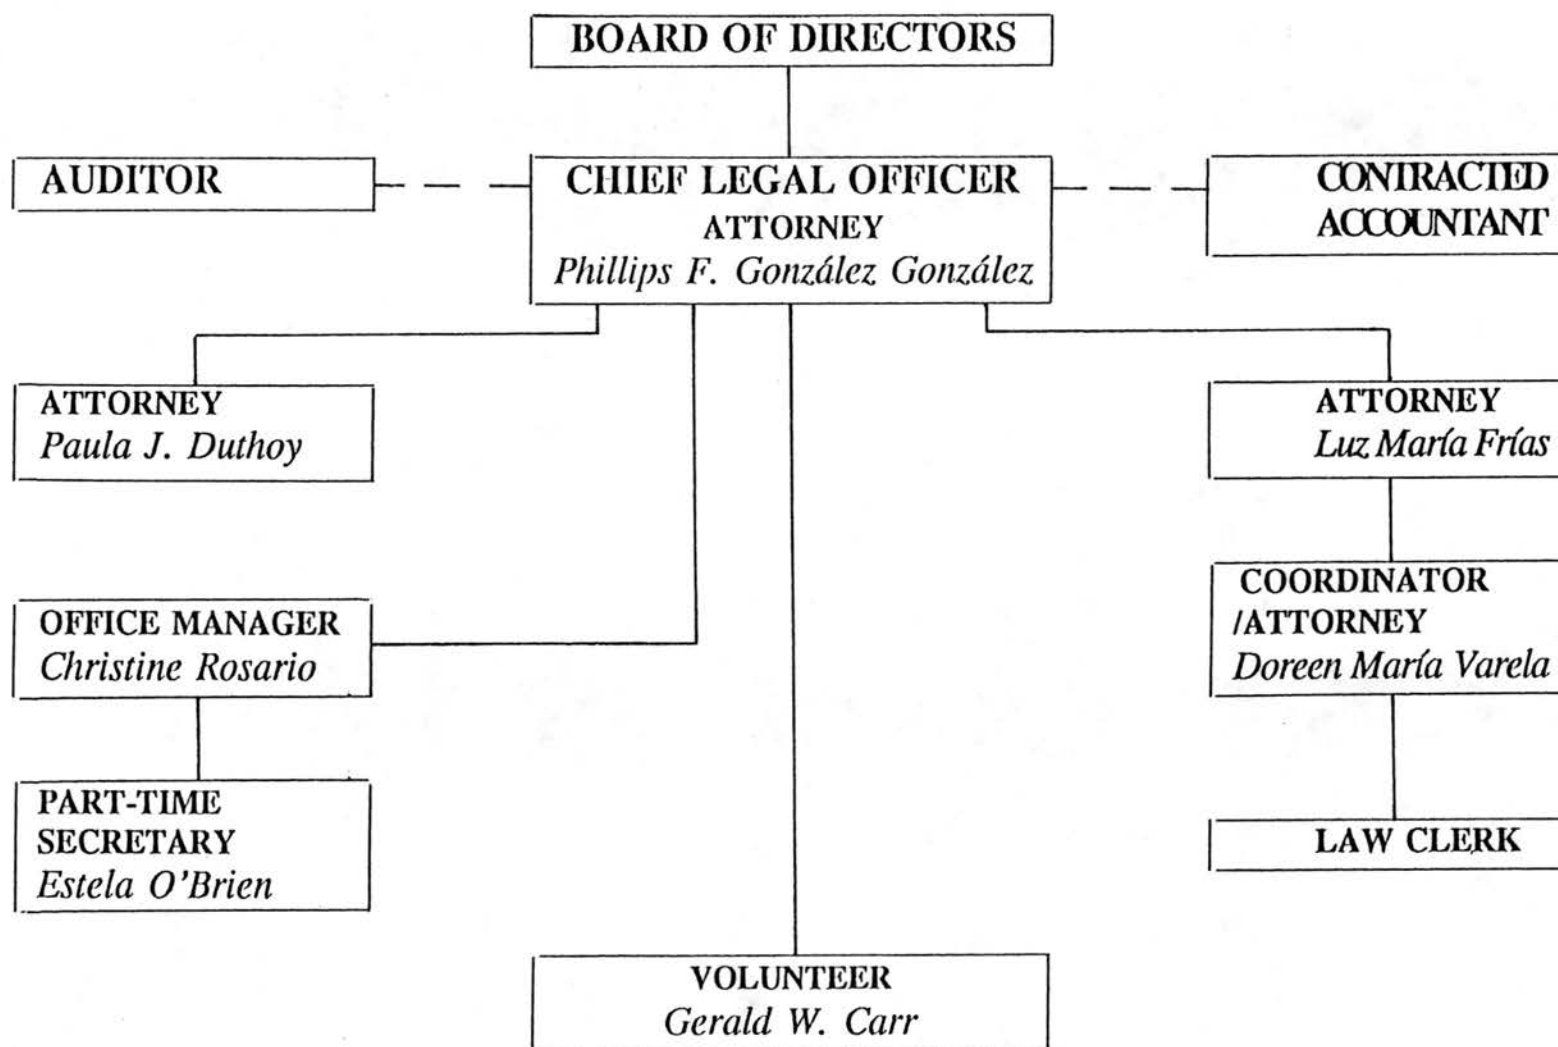 BOARD OF DIRECTORS
AUDITOR
CHIEF LEGAL OFFICER
ATTORNEY
Phillips F. González González
CONTRACTED
ACCOUNTANT
ATTORNEY
Paula J. Duthoy
ATTORNEY
Luz María Frías
OFFICE MANAGER
Christine Rosario
COORDINATOR
/ATTORNEY
Doreen María Varela
PART-TIME
SECRETARY
Estela O'Brien
LAW CLERK
VOLUNTEER
Gerald W. Carr